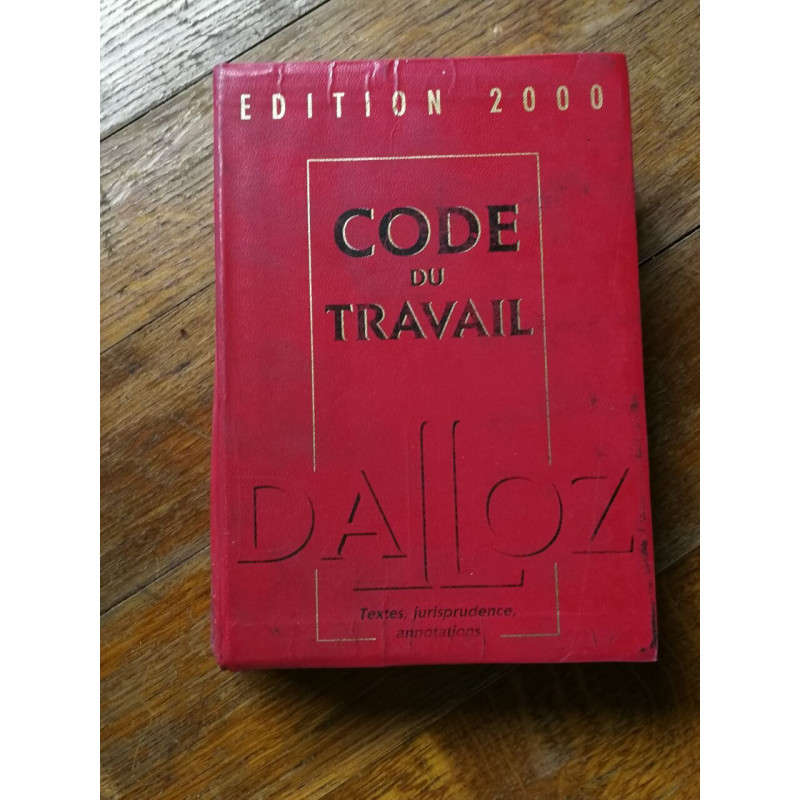 EDITION 2000
CODE
DU
TRAVAIL
DALLOZ
Textes, jurisprudence,
annotations